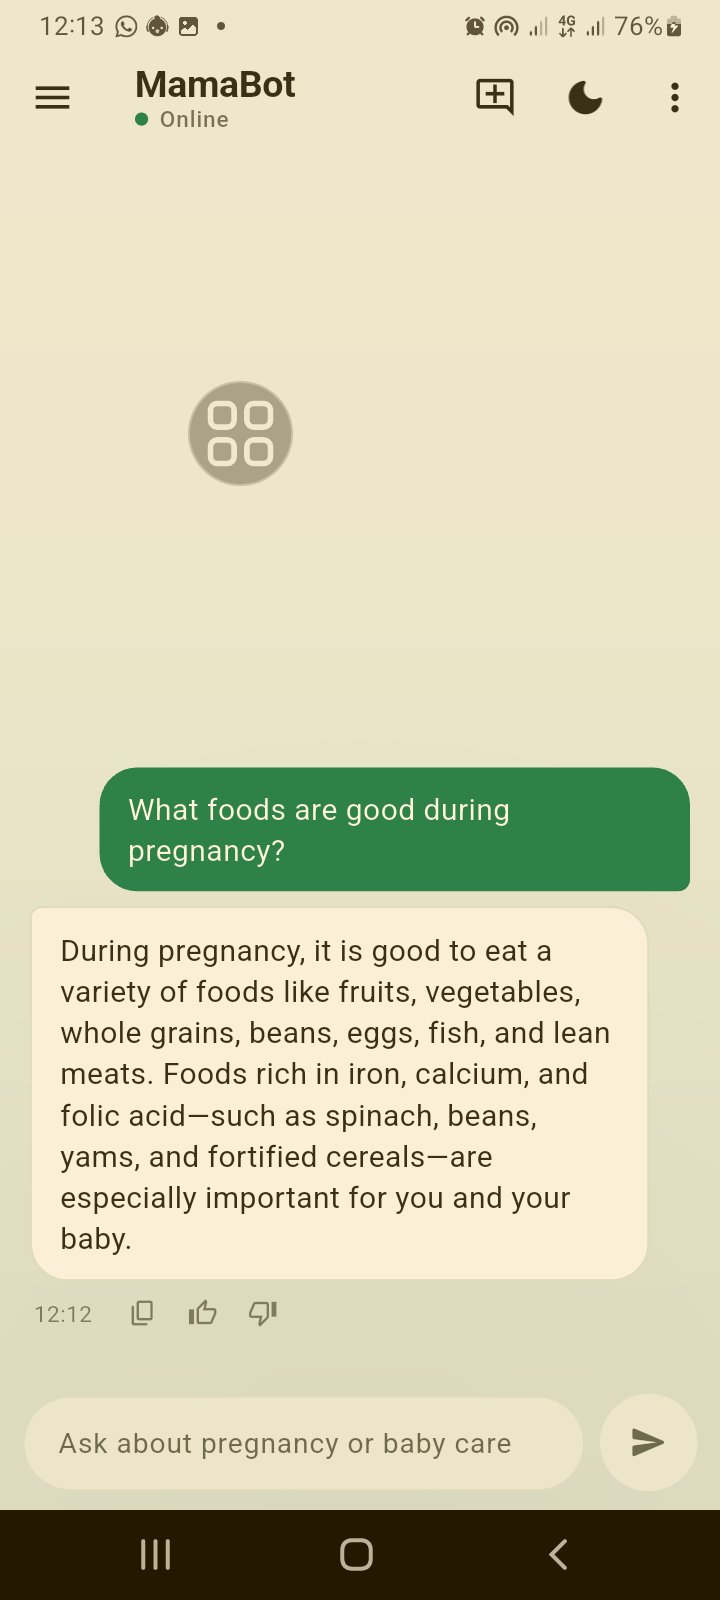 12:13
4G
76%
MamaBot
Online
What foods are good during
pregnancy?
During pregnancy, it is good to eat a
variety of foods like fruits, vegetables,
whole grains, beans, eggs, fish, and lean
meats. Foods rich in iron, calcium, and
folic acid—such as spinach, beans,
yams, and fortified cereals—are
especially important for you and your
baby.
12:12
Ask about pregnancy or baby care